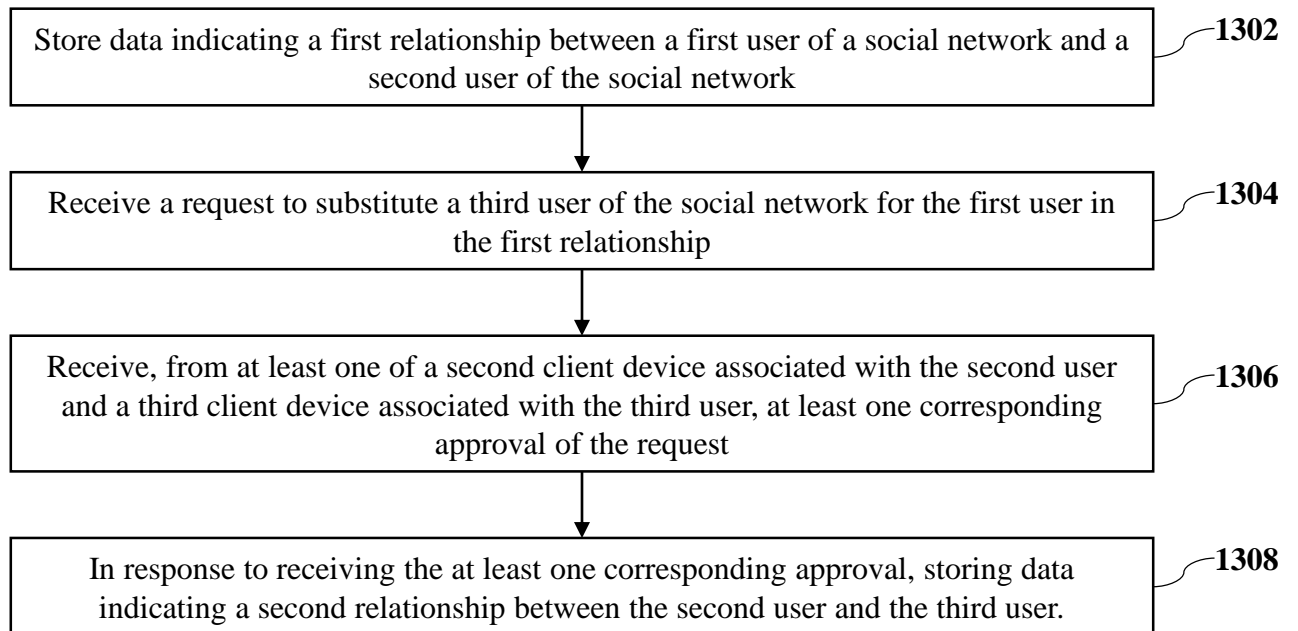 Store data indicating a first relationship between a first user of a social network and a
second user of the social network
1302
Receive a request to substitute a third user of the social network for the first user in
the first relationship
1304
Receive, from at least one of a second client device associated with the second user
and a third client device associated with the third user, at least one corresponding
approval of the request
1306
In response to receiving the at least one corresponding approval, storing data
indicating a second relationship between the second user and the third user.
1308